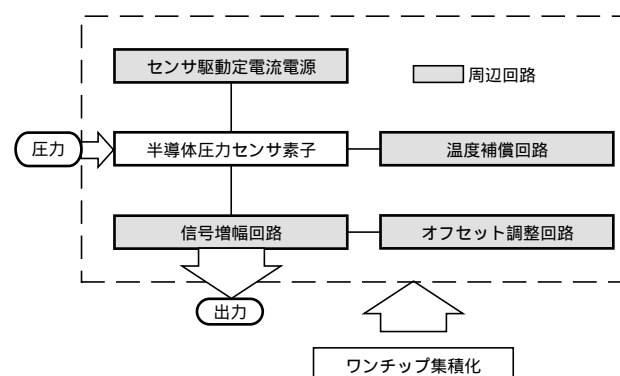 センサ駆動定電流電源
周辺回路
圧力
半導体圧力センサ素子
温度補償回路
信号増幅回路
オフセット調整回路
出力
ワンチップ集積化